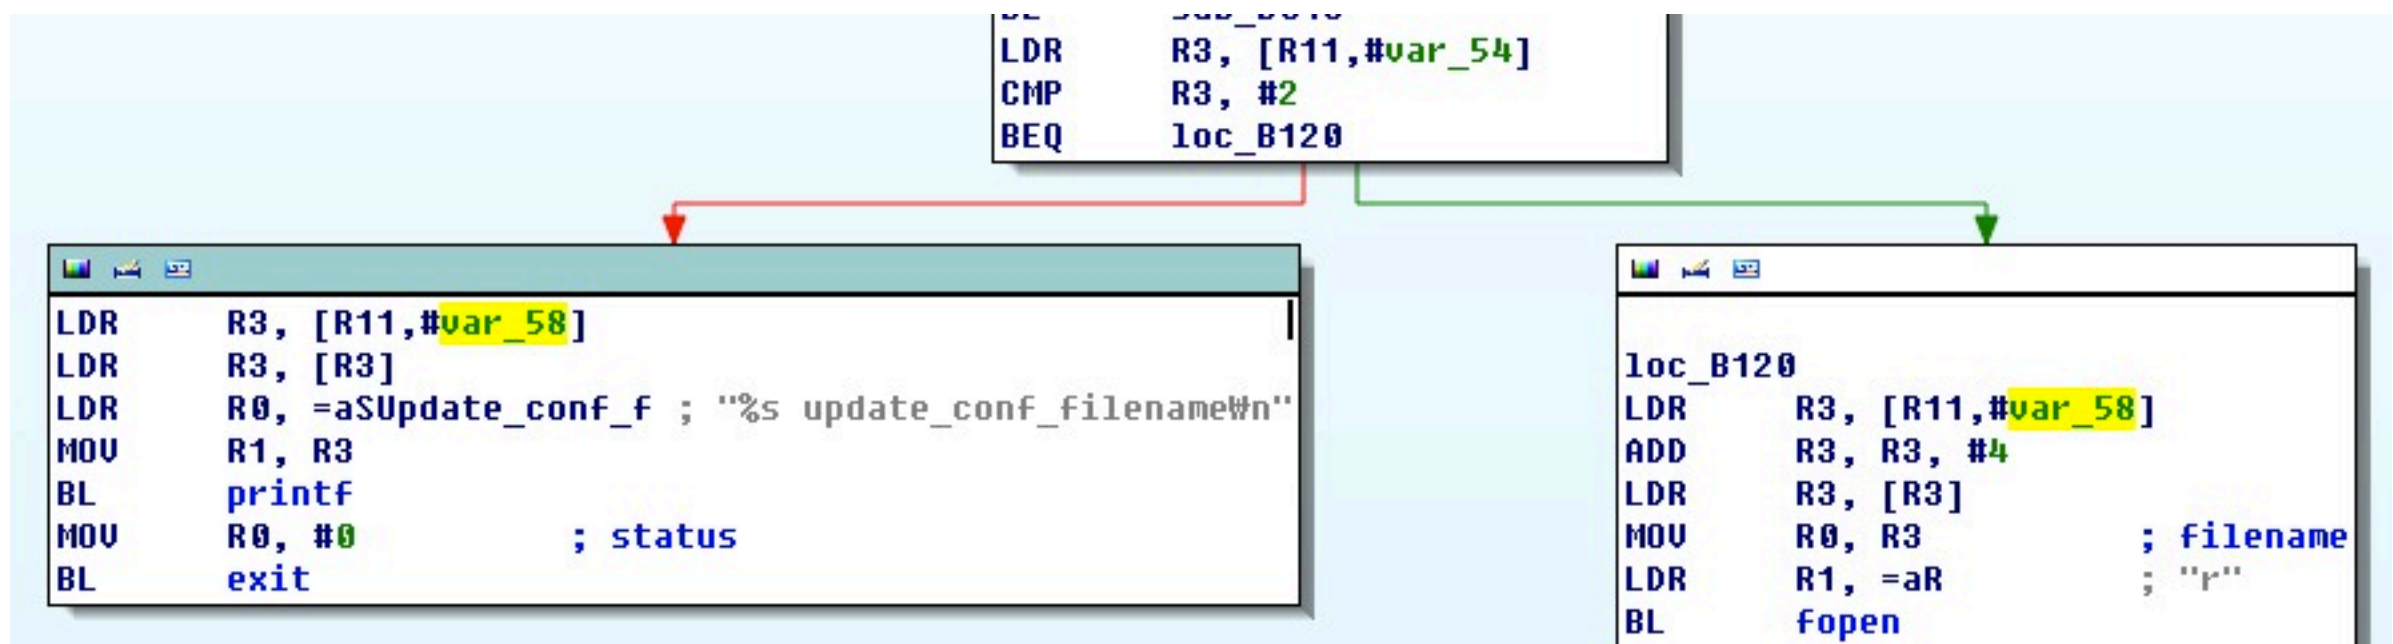 LDR R3, [R11,#var_54]
CMP R3, #2
BEQ loc_B120
LDR R3, [R11,#var_58]
LDR R3, [R3]
LDR R0, =aSUpdate_conf_f ; "%s update_conf_filename₩n"
MOV R1, R3
BL printf
MOV R0, #0 ; status
BL exit
loc_B120
LDR R3, [R11,#var_58]
ADD R3, R3, #4
LDR R3, [R3]
MOV R0, R3 ; filename
LDR R1, =aR ; "r"
BL fopen